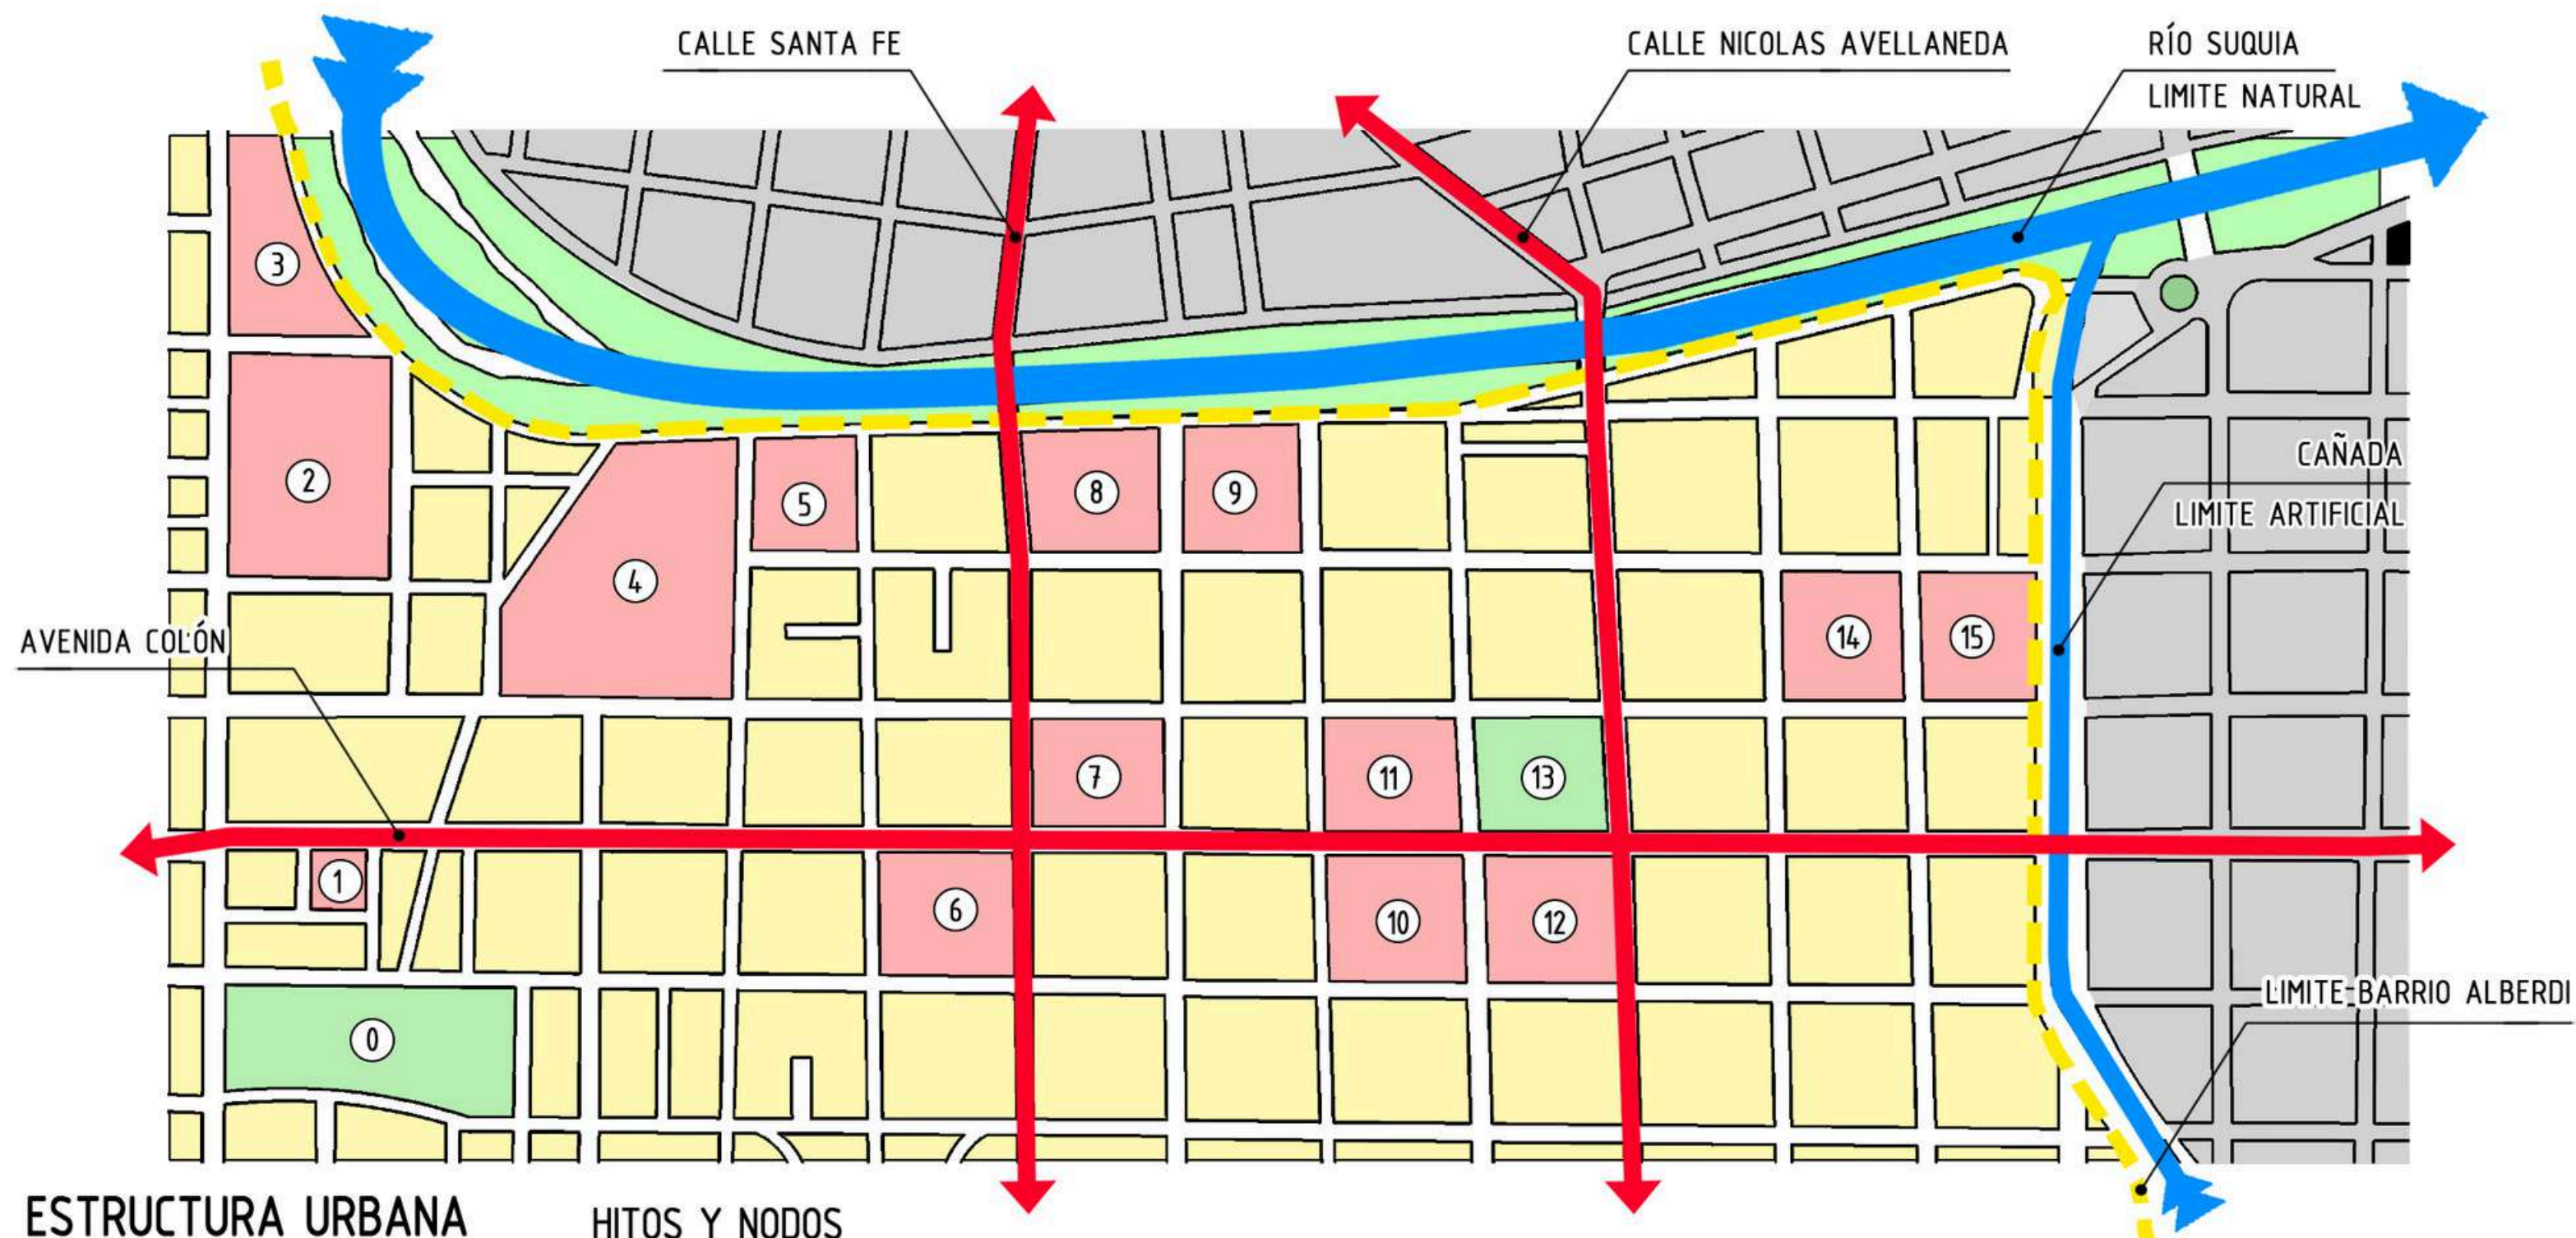 CALLE SANTA FE
CALLE NICOLAS AVELLANEDA
RÍO SUQUIA
LIMITE NATURAL
3
2
5
8
9
CAÑADA
LIMITE ARTIFICIAL
4
AVENIDA COLÓN
14
15
7
11
13
1
6
10
12
LIMITE BARRIO ALBERDI
0
ESTRUCTURA URBANA
HITOS Y NODOS